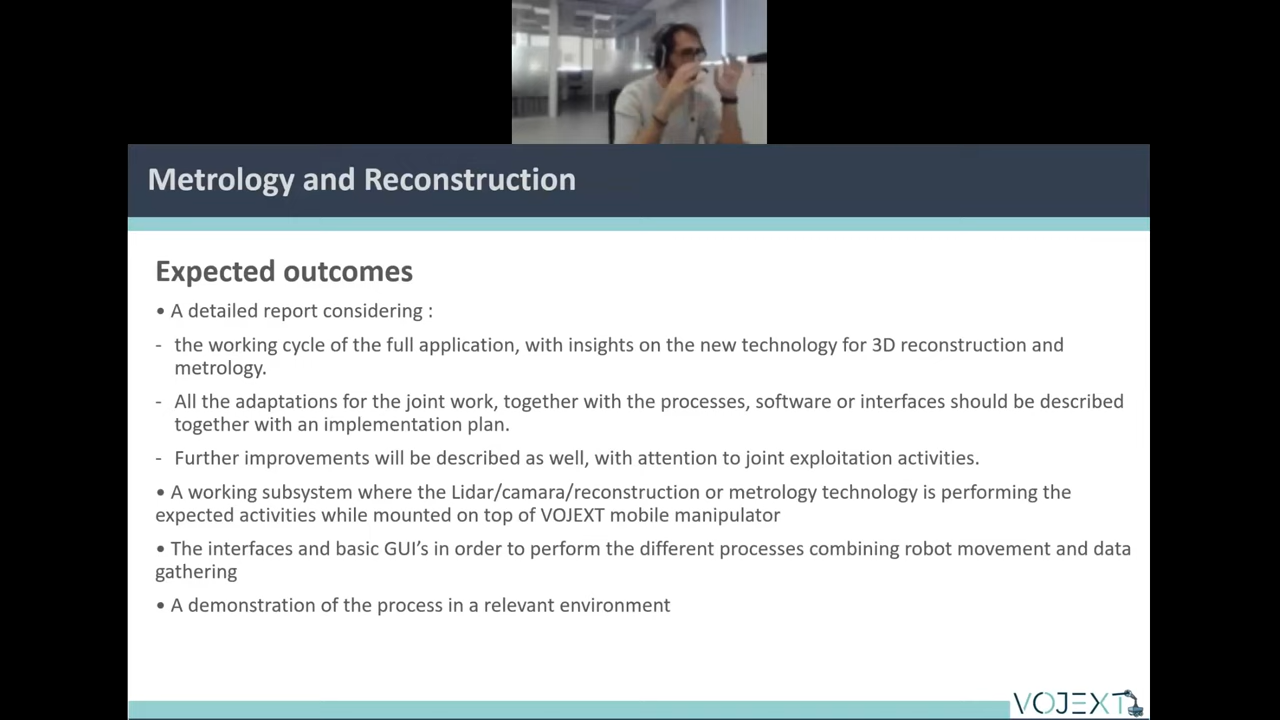 Metrology and Reconstruction
Expected outcomes
• A detailed report considering :
- the working cycle of the full application, with insights on the new technology for 3D reconstruction and
metrology.
- All the adaptations for the joint work, together with the processes, software or interfaces should be described
together with an implementation plan.
- Further improvements will be described as well, with attention to joint exploitation activities.
• A working subsystem where the Lidar/camara/reconstruction or metrology technology is performing the
expected activities while mounted on top of VOJEXT mobile manipulator
• The interfaces and basic GUI’s in order to perform the different processes combining robot movement and data
gathering
• A demonstration of the process in a relevant environment
VOJEXT